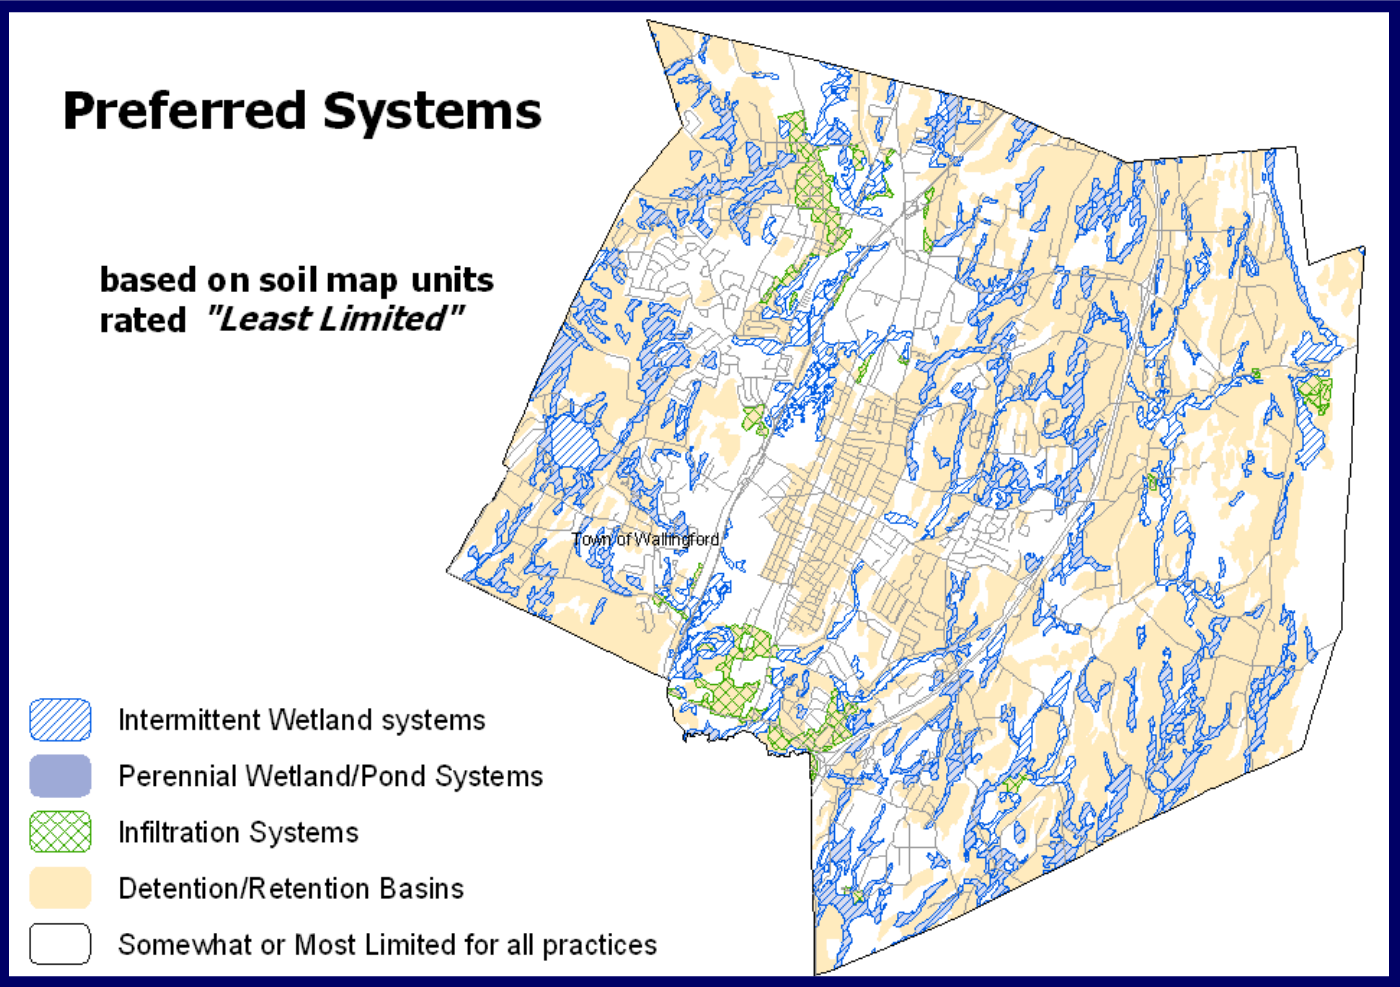 Preferred Systems
based on soil map units
rated "Least Limited"
Town of Wallingford
Intermittent Wetland systems
Perennial Wetland/Pond Systems
Infiltration Systems
Detention/Retention Basins
Somewhat or Most Limited for all practices